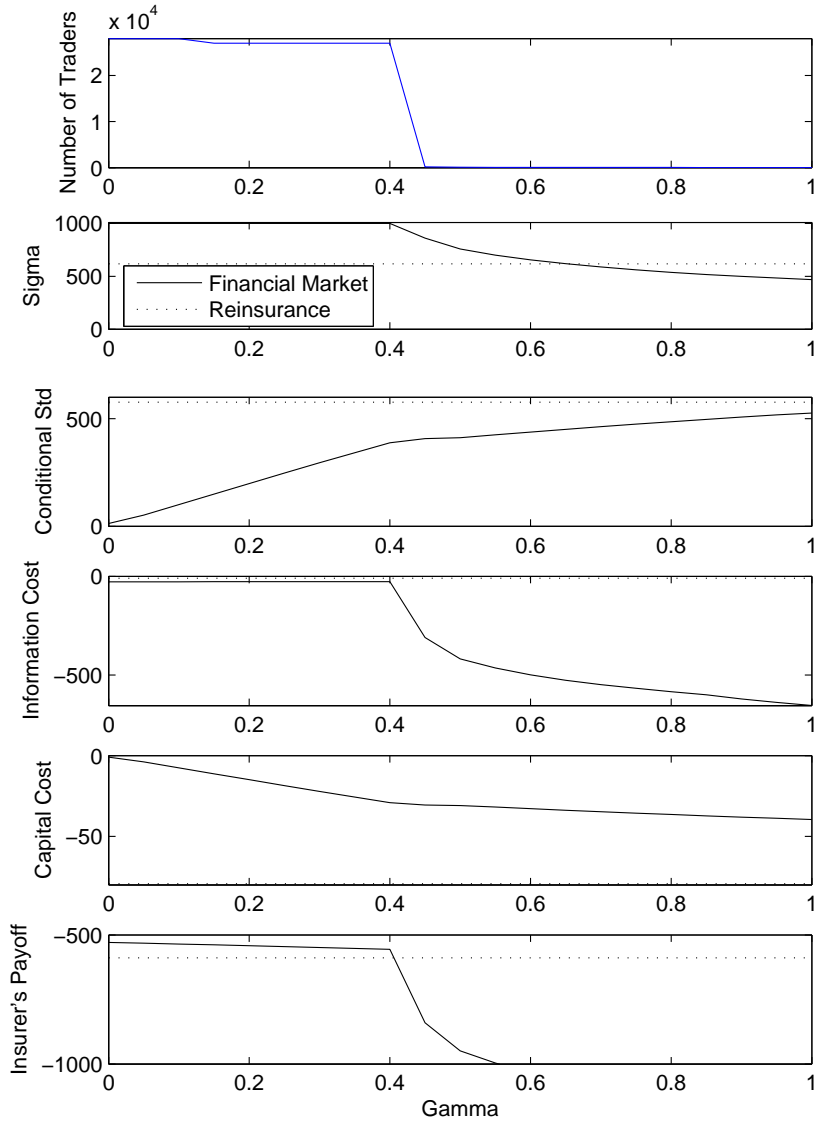 x 10⁴
Number of Traders
2
1
0
0 0.2 0.4 0.6 0.8 1
Sigma
1000
500
0
Financial Market
Reinsurance
0 0.2 0.4 0.6 0.8 1
Conditional Std
500
0
0 0.2 0.4 0.6 0.8 1
Information Cost
0
−500
0 0.2 0.4 0.6 0.8 1
Capital Cost
0
−50
0 0.2 0.4 0.6 0.8 1
Insurer's Payoff
−500
−1000
0 0.2 0.4 0.6 0.8 1
Gamma